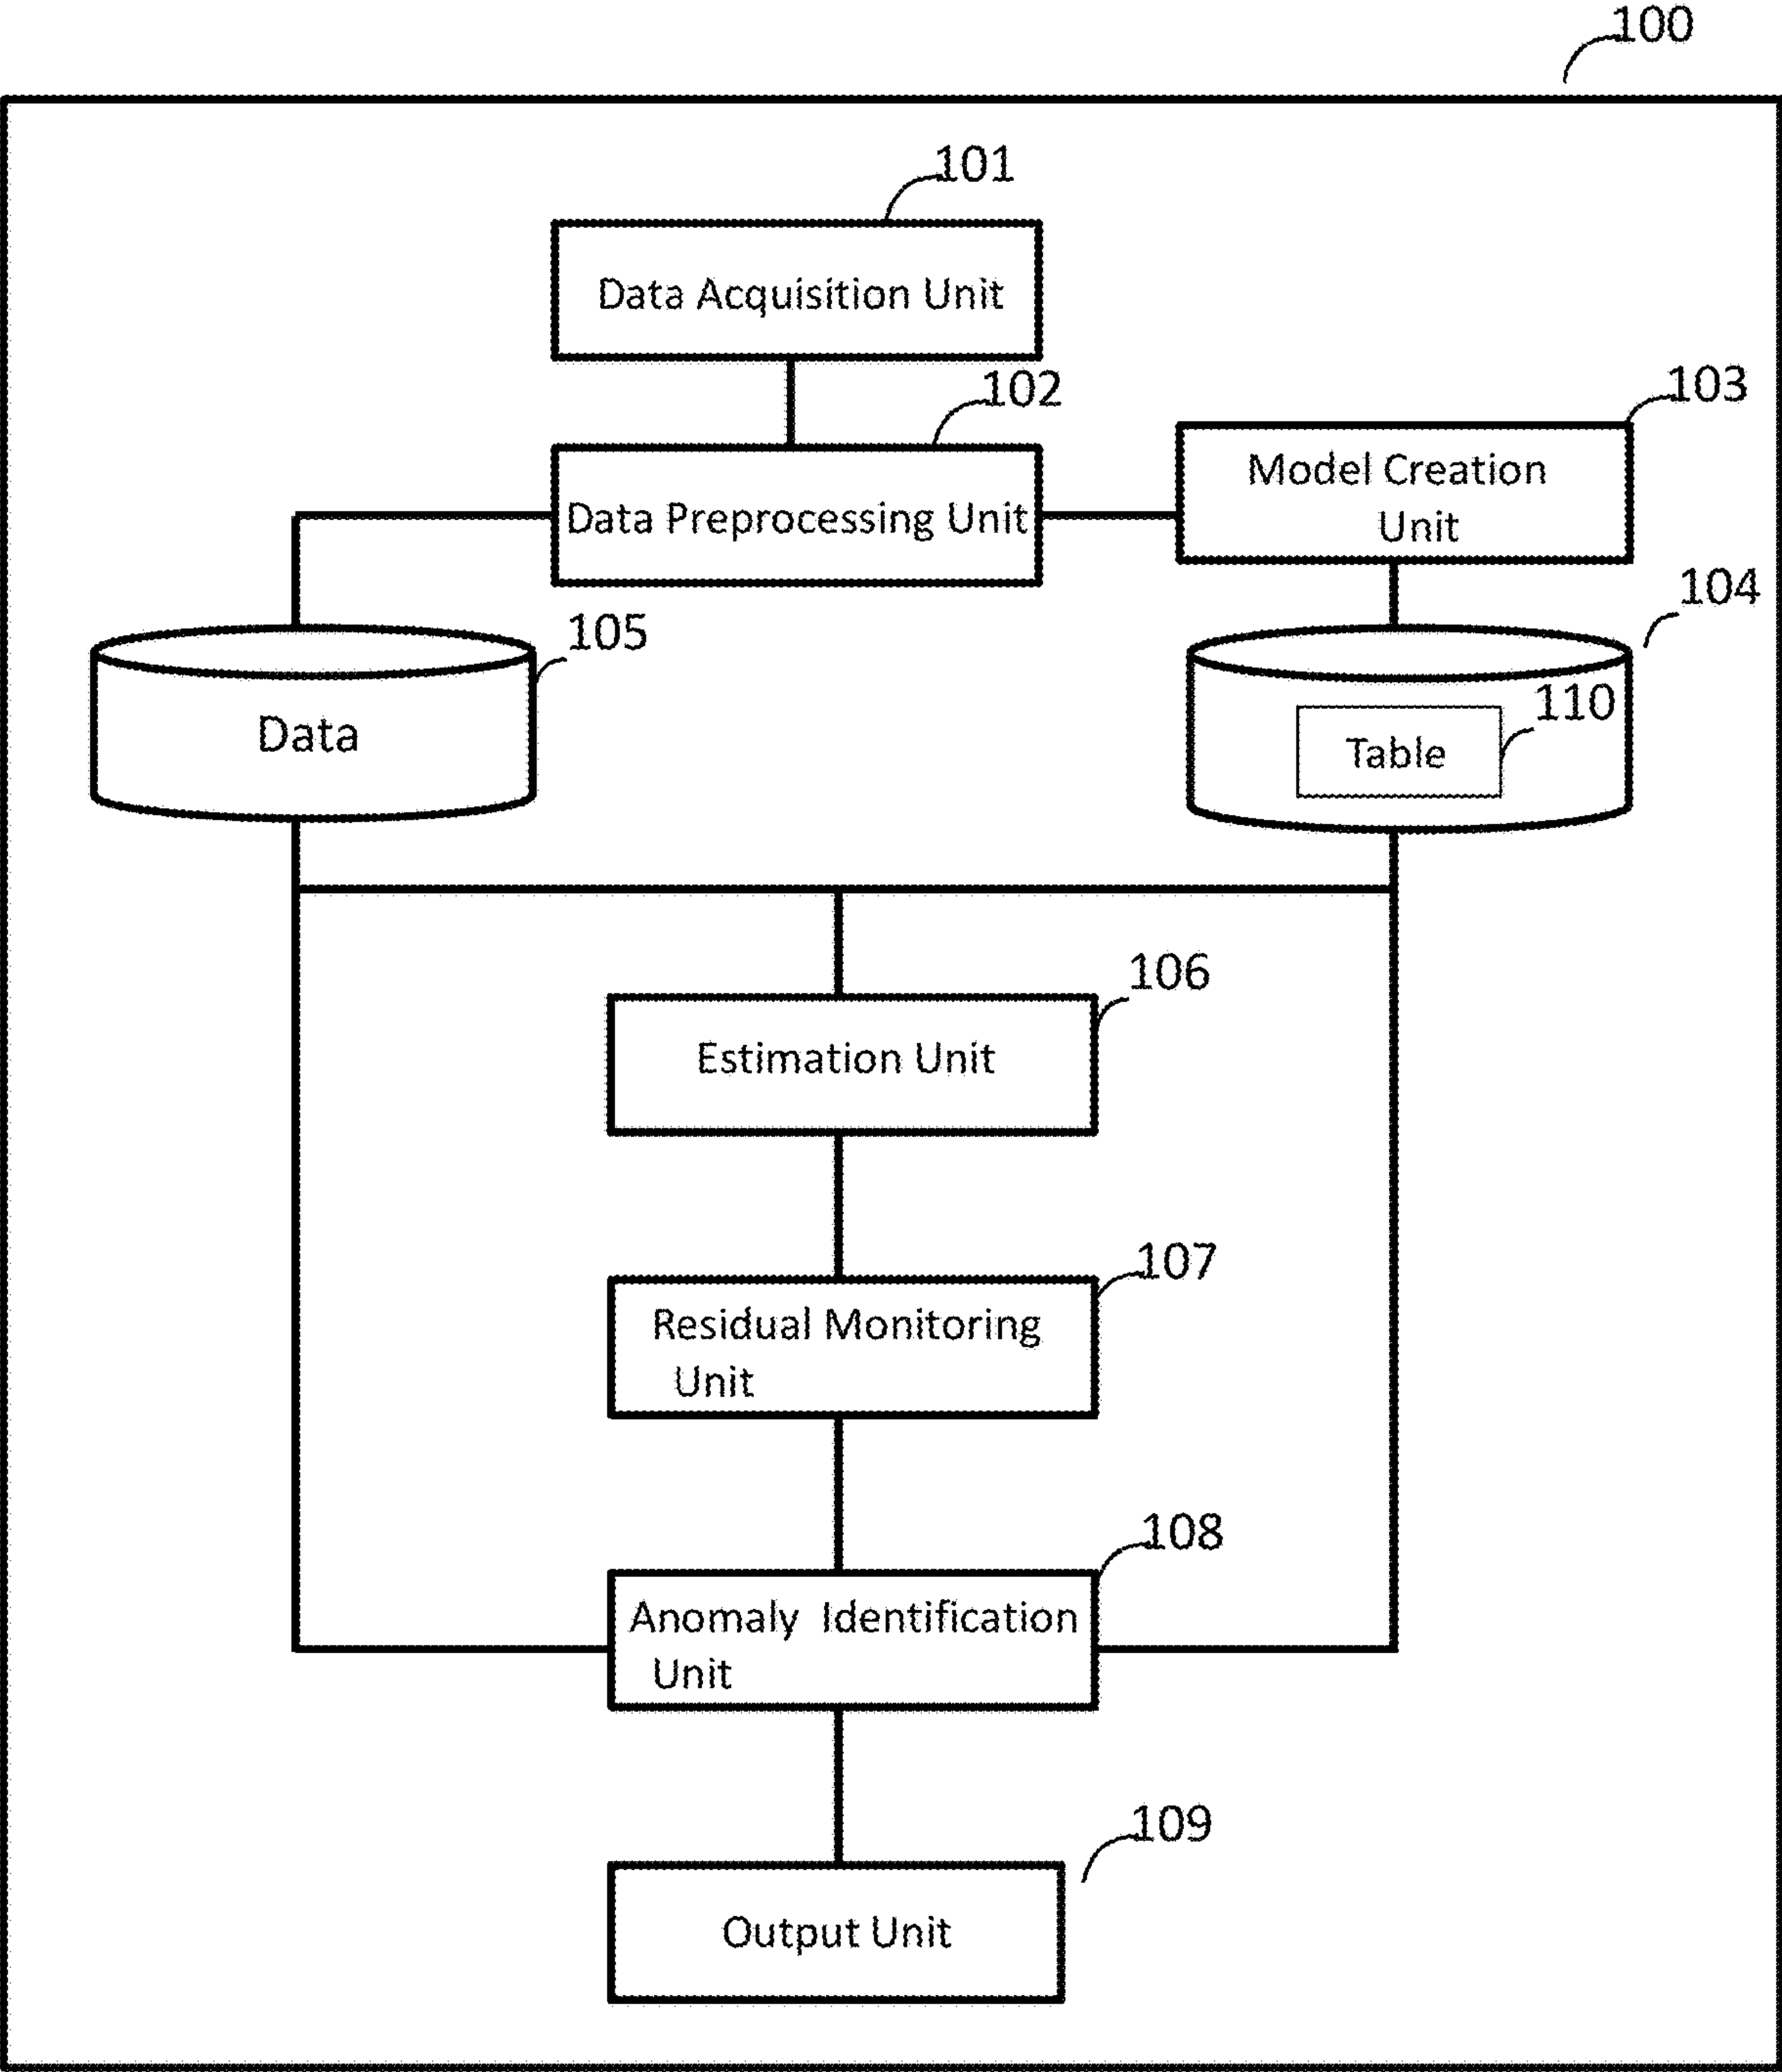 100
101
Data Acquisition Unit
102
Data Preprocessing Unit
103
Model Creation
Unit
104
105
Data
110
Table
106
Estimation Unit
107
Residual Monitoring
Unit
108
Anomaly Identification
Unit
109
Output Unit